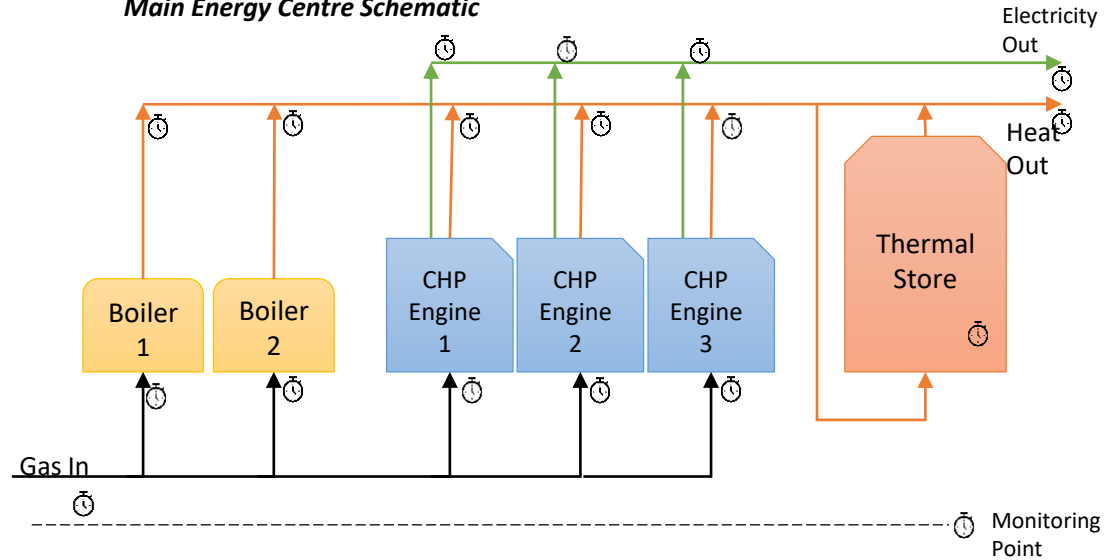 Main Energy Centre Schematic
Electricity
Out
Heat
Out
Thermal
Store
CHP
Engine
1
CHP
Engine
2
CHP
Engine
3
Boiler
1
Boiler
2
Gas In
Monitoring
Point